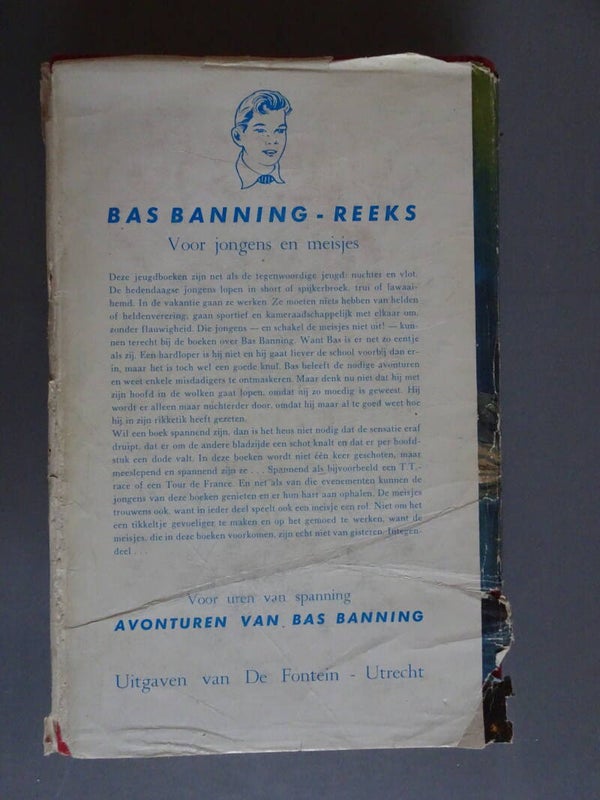 BAS BANNING - REEKS
Voor jongens en meisjes
Deze jeugdboeken zijn net als de tegenwoordige jeugd: nuchter en vlot.
De hedendaagse jongens lopen in short of spijkerbroek, trui of lawaai-
hemd. In de vakantie gaan ze werken. Ze moeten niets hebben van helden
of heldenverering, gaan sportief en kameraadschappelijk met elkaar om,
zonder flauwigheid. Die jongens — en schakel de meisjes niet uit! — kun-
nen terecht bij de boeken over Bas Banning. Want Bas is er net zo eentje
als zij. Een hardloper is hij niet en hij gaat liever de school voorbij dan er-
in, maar het is toch wel een goede knul. Bas beleeft de nodige avonturen
en weet enkele misdadigers te ontmaskeren. Maar denk nu niet dat hij met
zijn hoofd in de wolken gaat lopen, omdat hij zo moedig is geweest. Hij
wordt er alleen maar nuchterder door, omdat hij maar al te goed weet hoe
hij in zijn rikketik heeft gezeten.
Wil een boek spannend zijn, dan is het heus niet nodig dat de sensatie eraf
druipt, dat er om de andere bladzijde een schot knalt en dat er per hoofd-
stuk een dode valt. In deze boeken wordt niet één keer geschoten, maar
meeslepend en spannend zijn ze . . . Spannend als bijvoorbeeld een T.T.-
race of een Tour de France. En net als van die evenementen kunnen de
jongens van deze boeken genieten en er hun hart aan ophalen. De meisjes
trouwens ook, want in ieder deel speelt ook een meisje een rol. Niet om het
een tikkeltje gevoeliger te maken en op het gemoed te werken, want de
meisjes, die in deze boeken voorkomen, zijn echt niet van gisteren. Integen-
deel . . .
Voor uren van spanning
AVONTUREN VAN BAS BANNING
Uitgaven van De Fontein - Utrecht